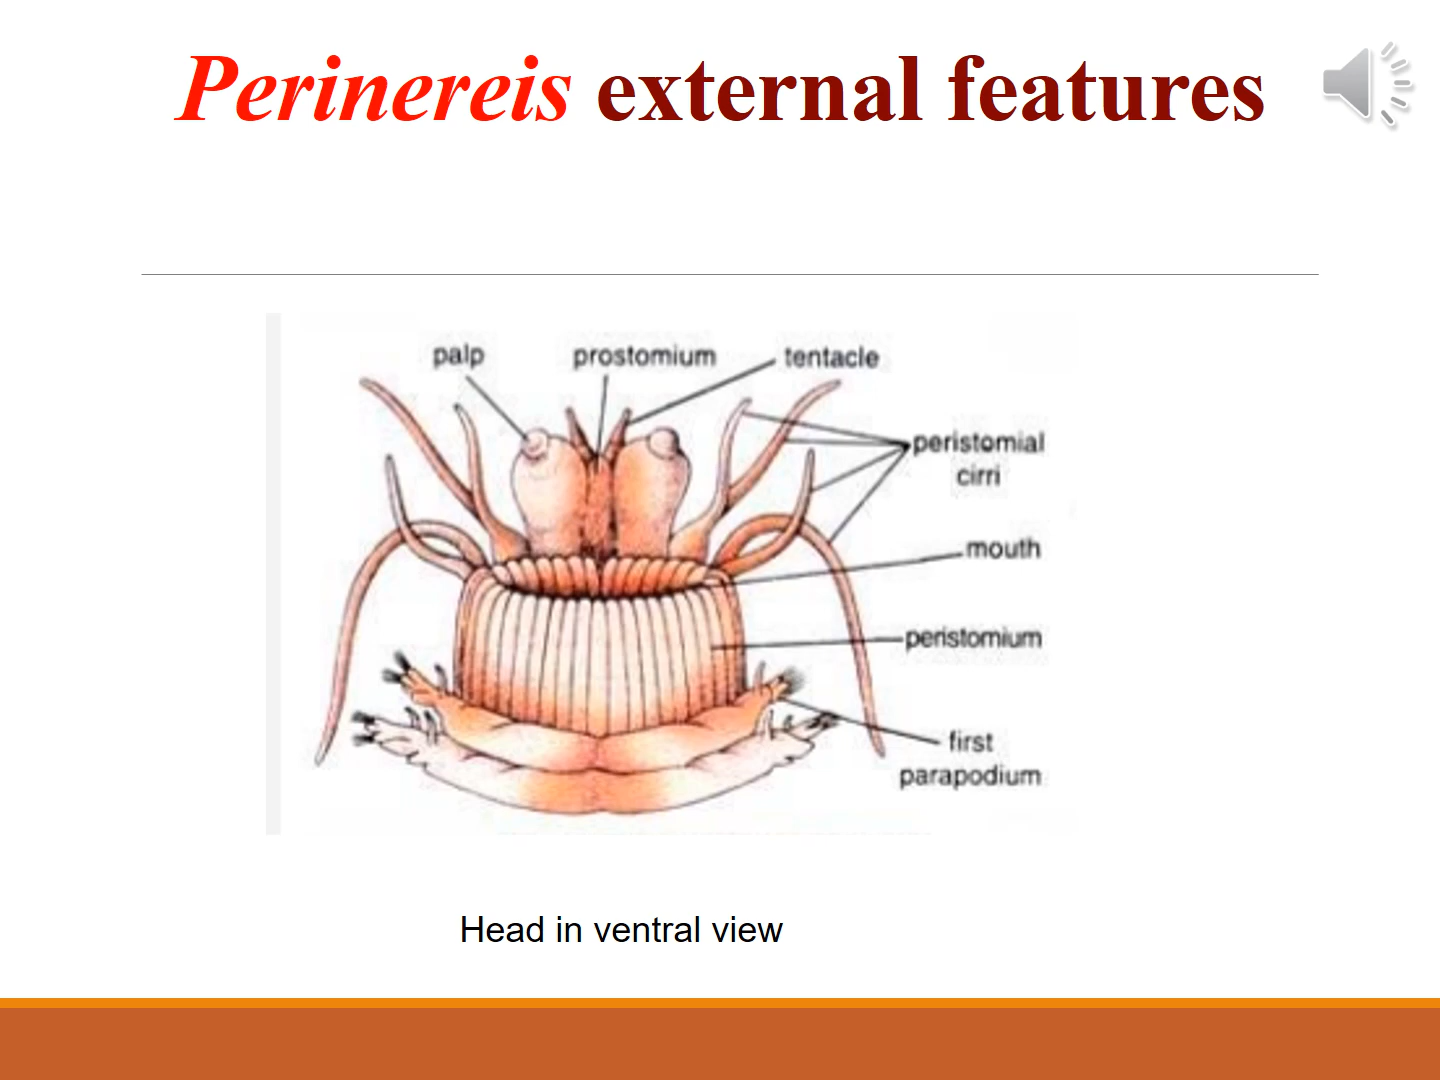 Perinereis external features
palp prostomium tentacle
peristomial
cirri
mouth
peristomium
first
parapodium
Head in ventral view